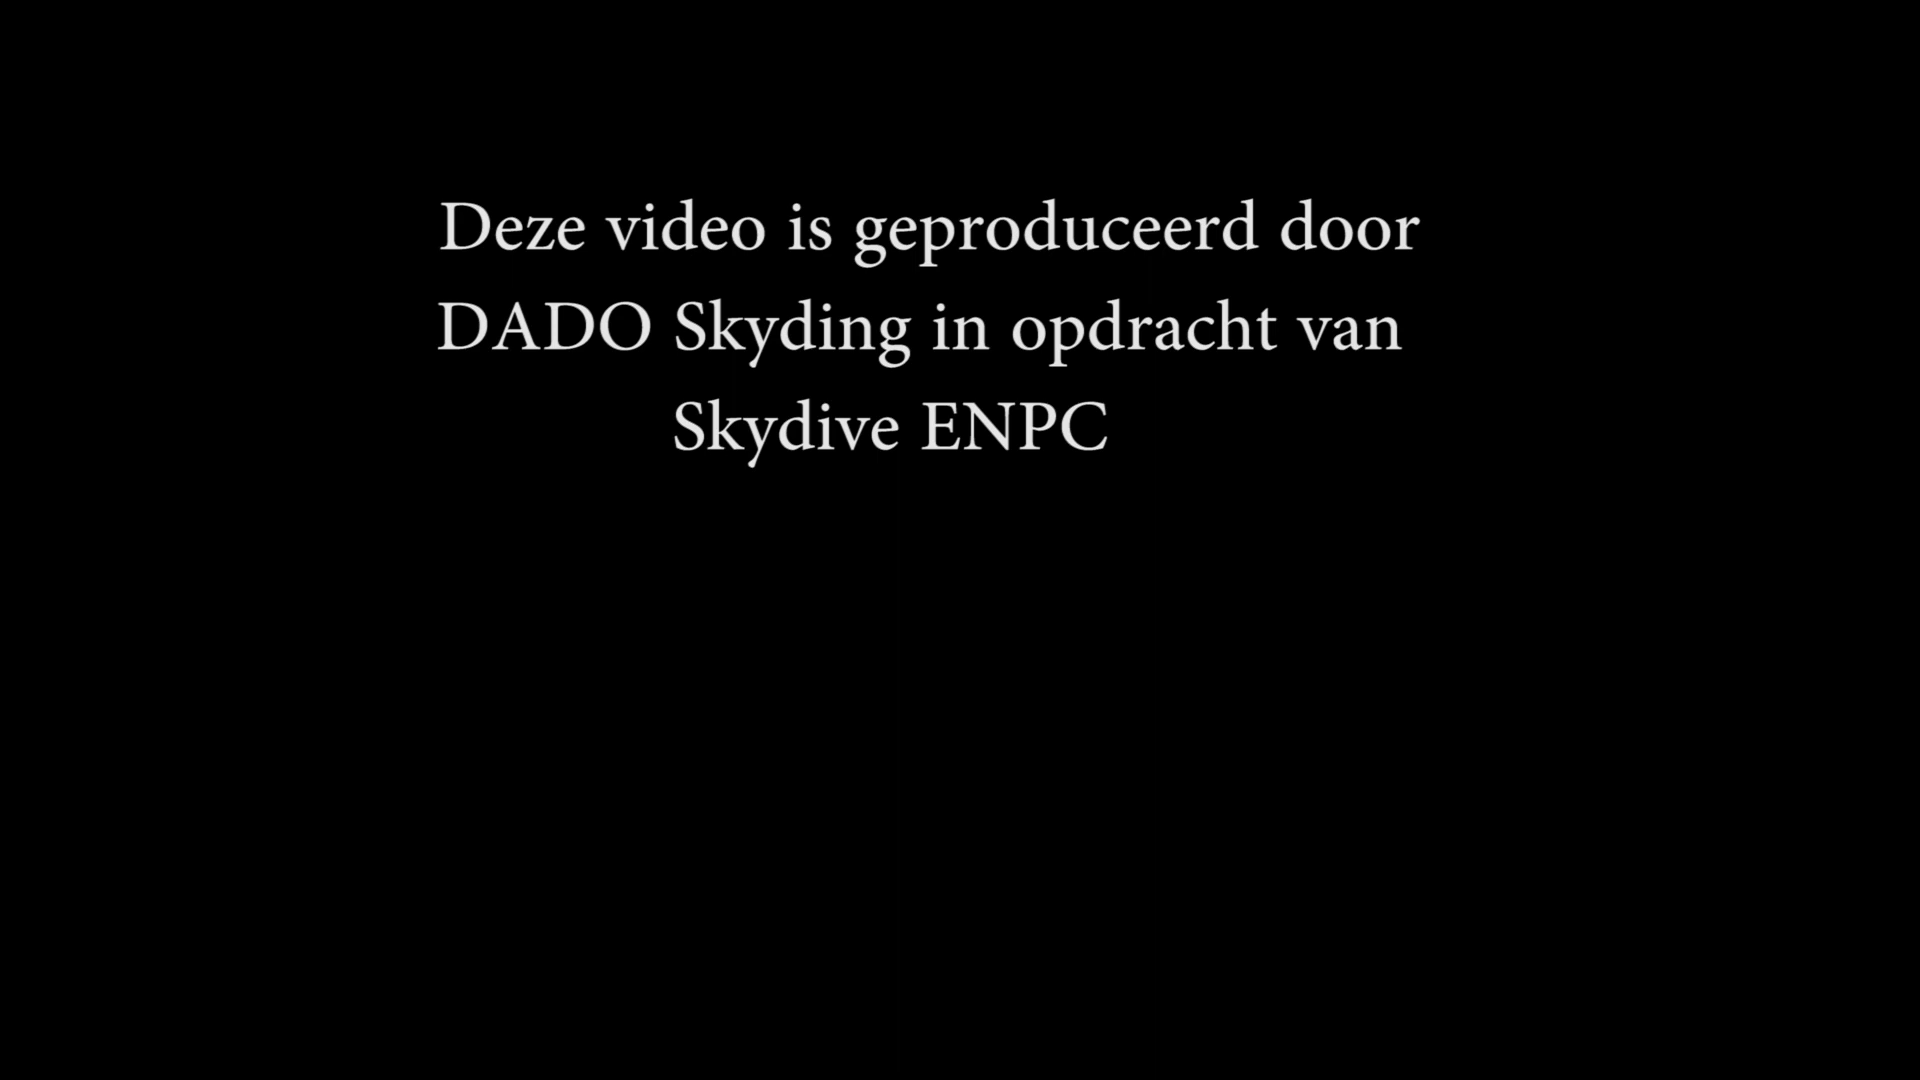 Deze video is geproduceerd door
DADO Skyding in opdracht van
Skydive ENPC